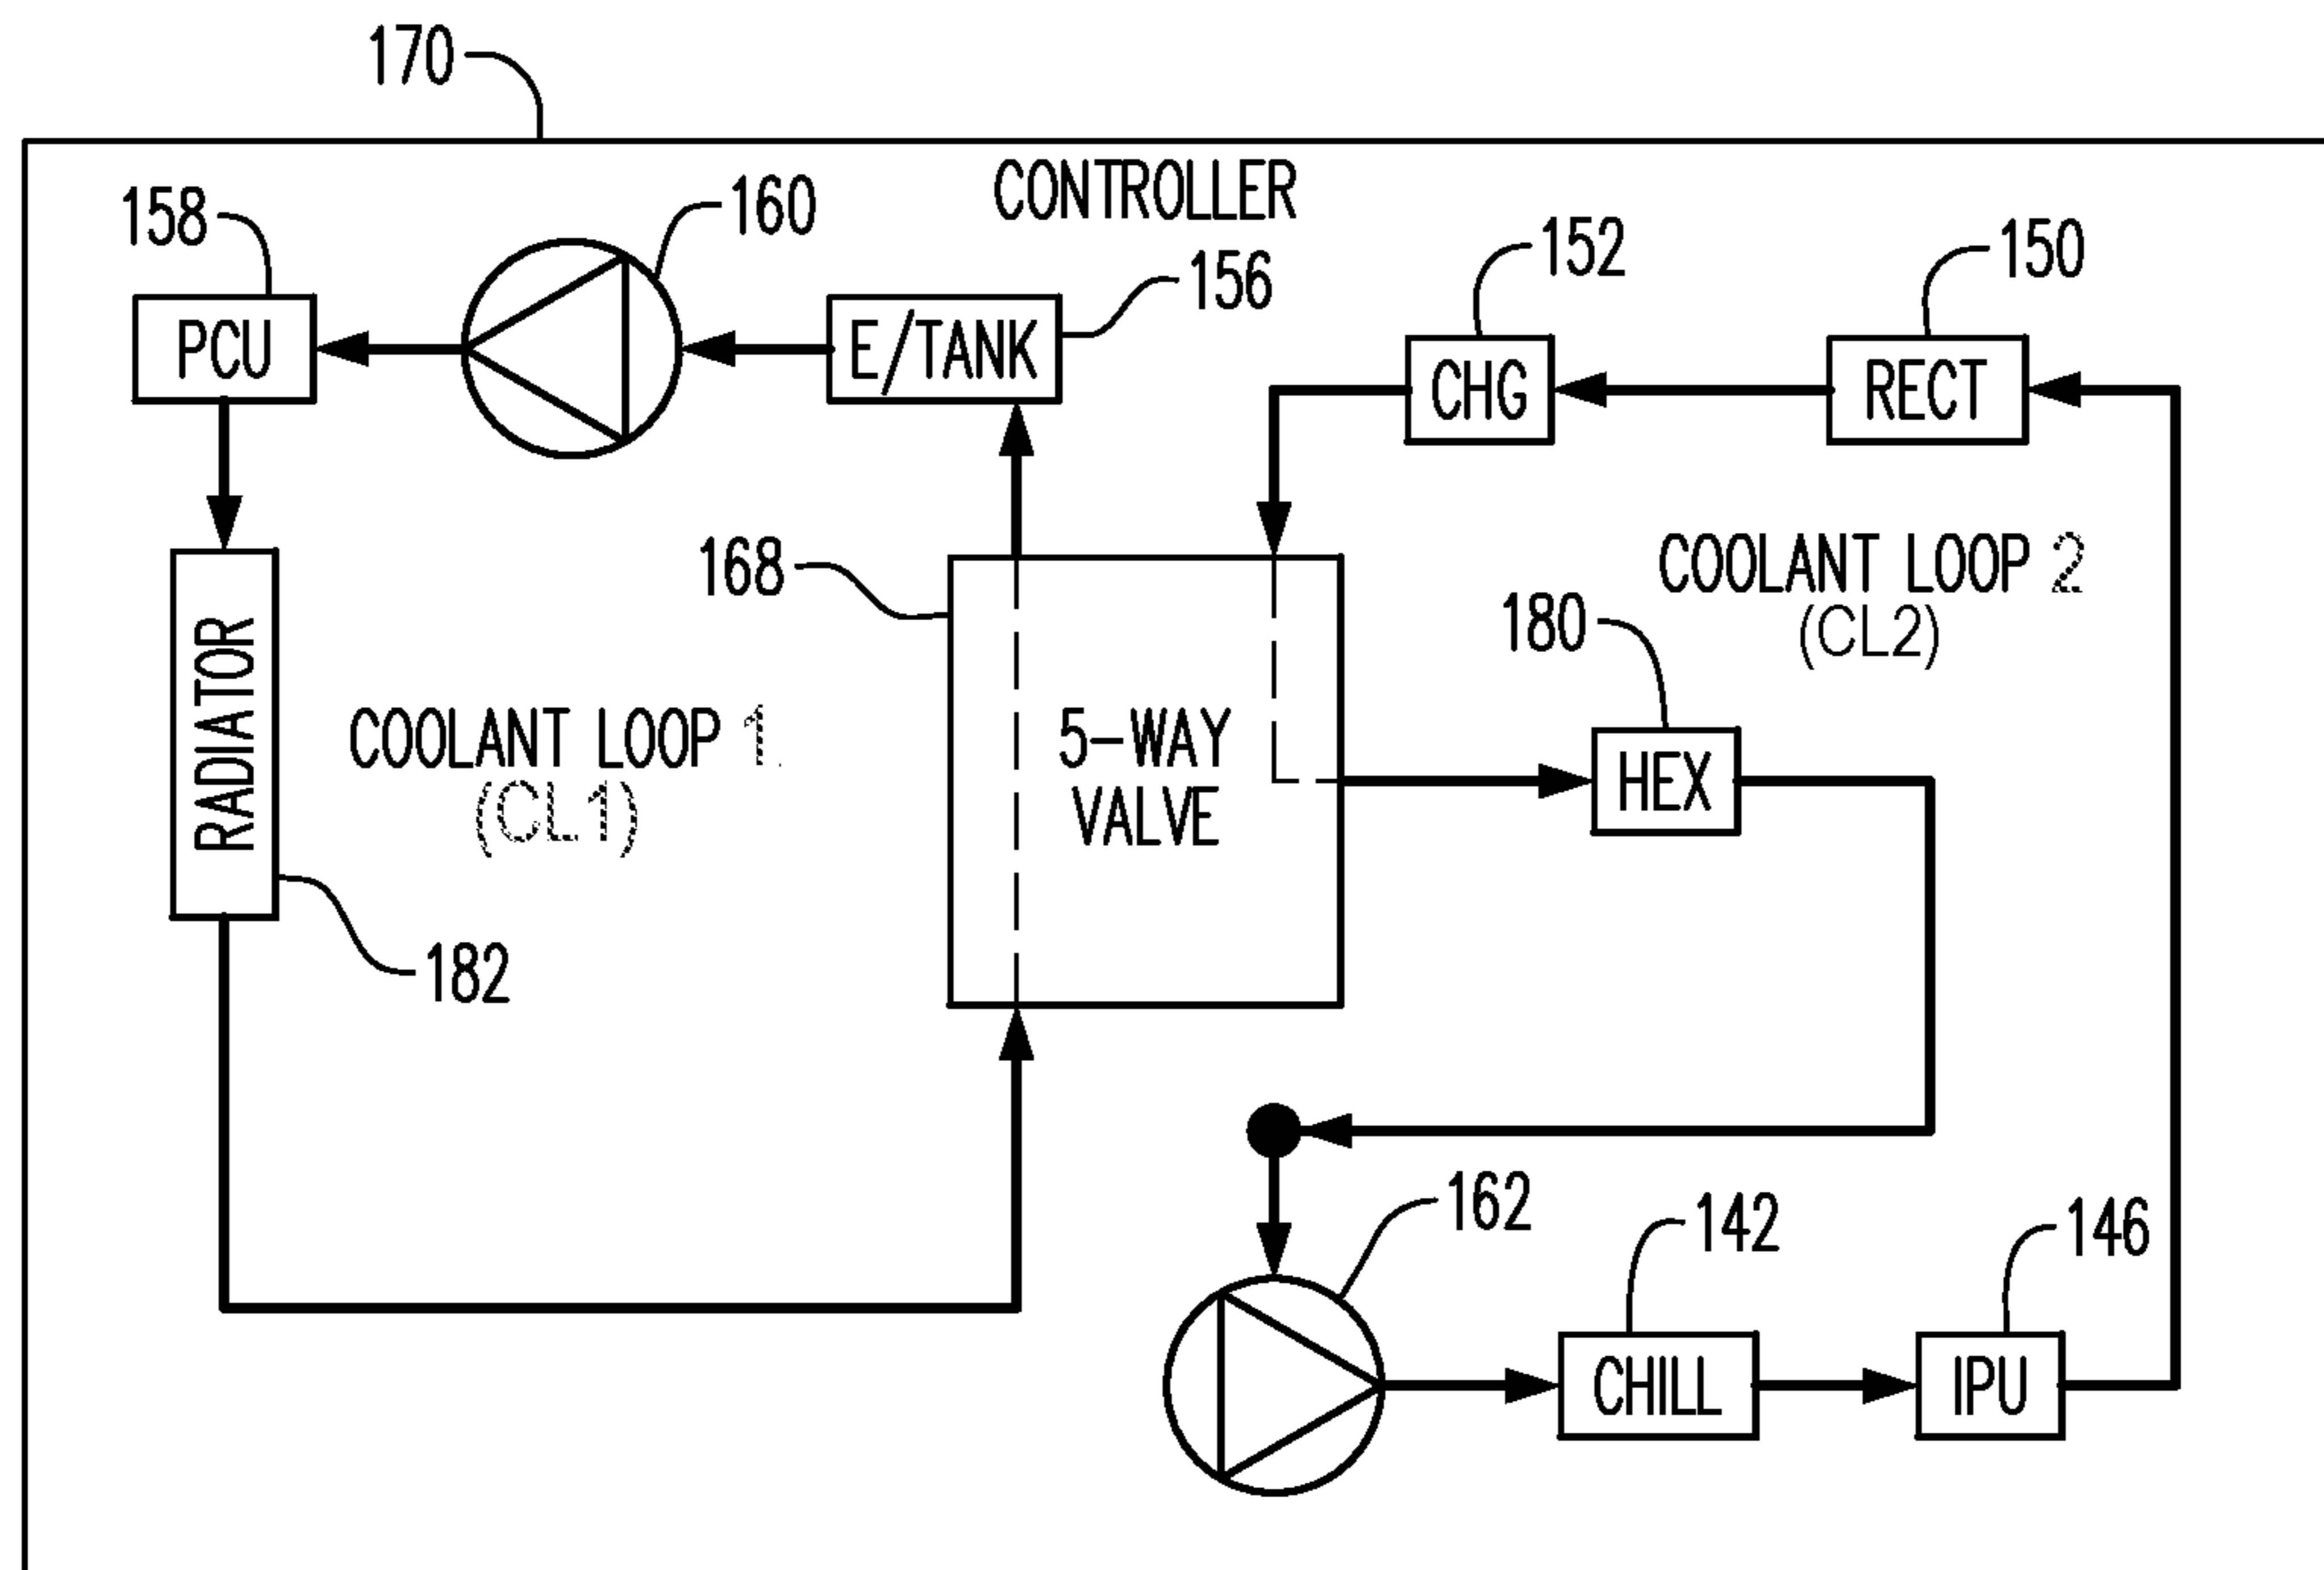 170
CONTROLLER
158
160
156
152
150
PCU
E/TANK
CHG
RECT
168
COOLANT LOOP 2
(CL2)
180
RADIATOR
COOLANT LOOP 1
(CL1)
5-WAY
VALVE
HEX
182
162
142
146
CHILL
IPU